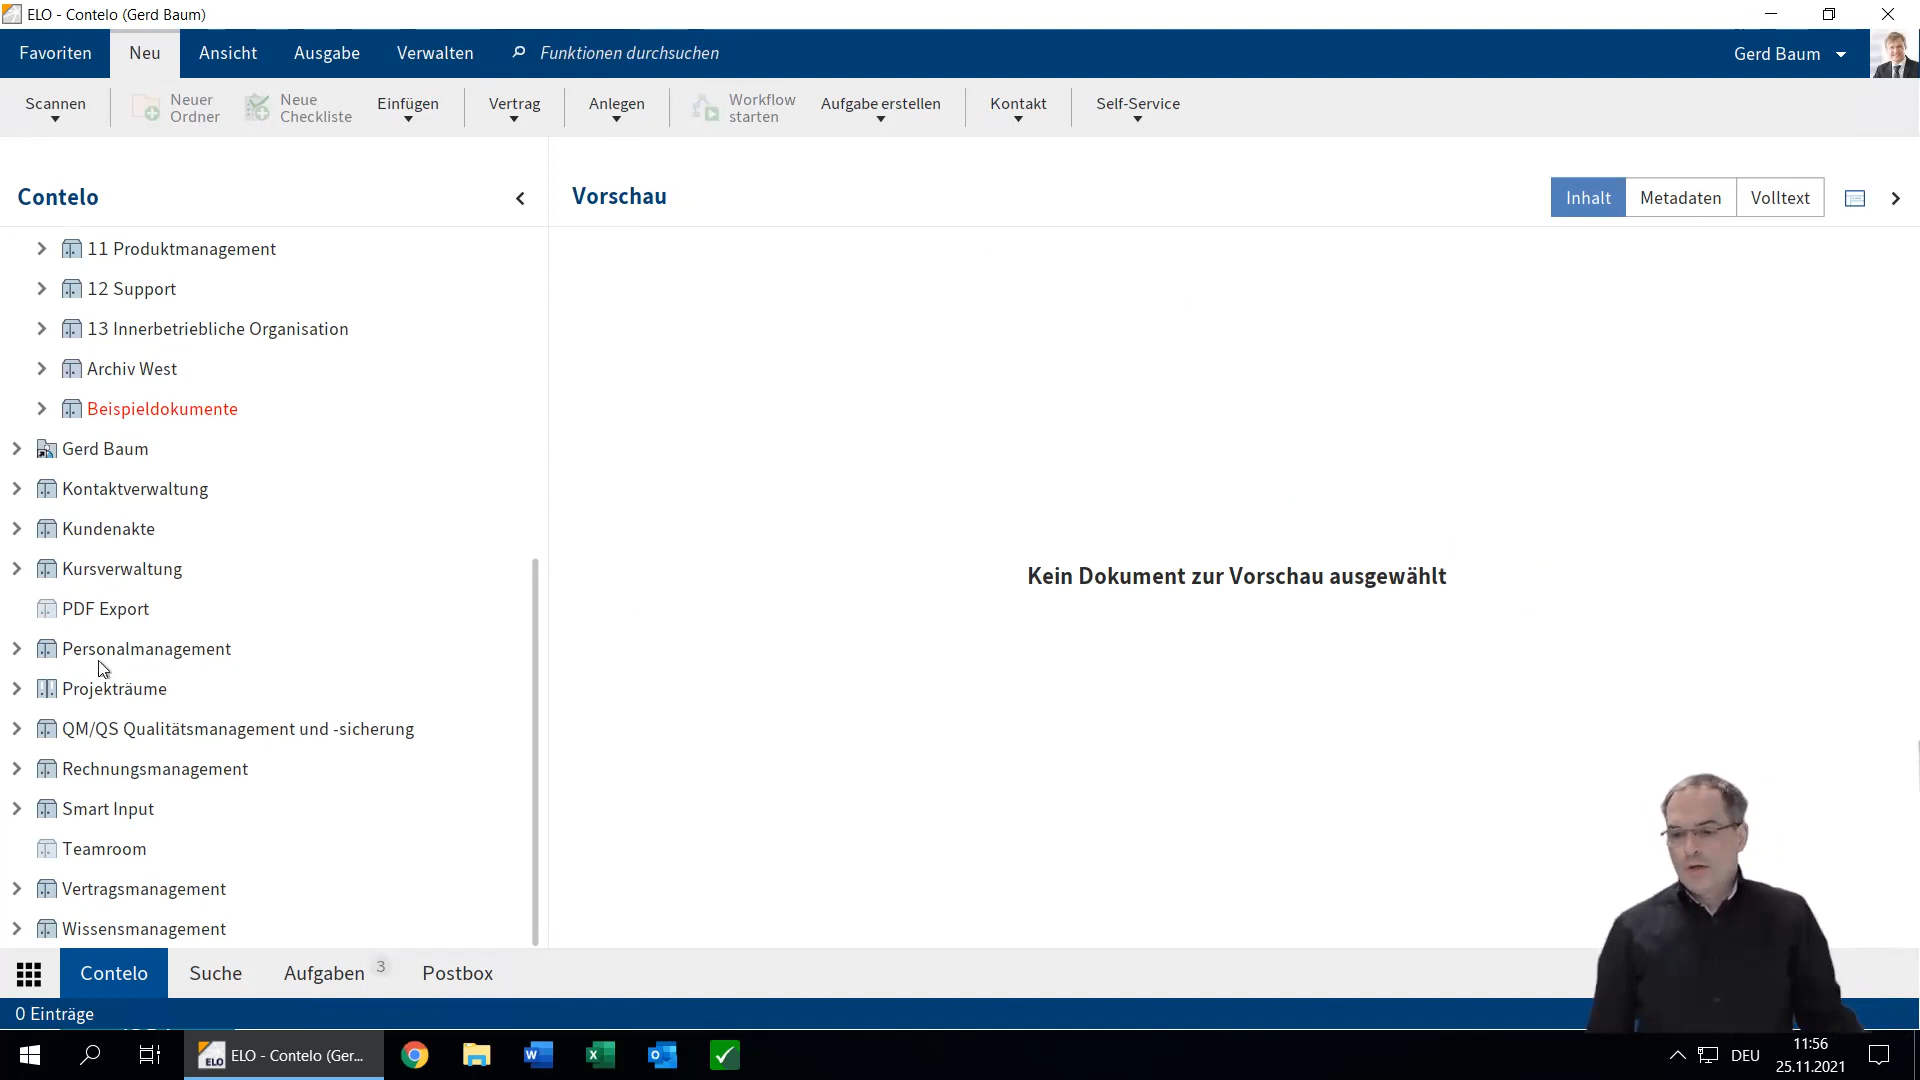 ELO - Contelo (Gerd Baum)
Favoriten Neu Ansicht Ausgabe Verwalten Funktionen durchsuchen Gerd Baum
Scannen Neuer Ordner Neue Checkliste Einfügen Vertrag Anlegen Workflow starten Aufgabe erstellen Kontakt Self-Service
Contelo Vorschau Inhalt Metadaten Volltext
11 Produktmanagement
12 Support
13 Innerbetriebliche Organisation
Archiv West
Beispieldokumente
Gerd Baum
Kontaktverwaltung
Kundenakte
Kursverwaltung
Kein Dokument zur Vorschau ausgewählt
PDF Export
Personalmanagement
Projekträume
QM/QS Qualitätsmanagement und -sicherung
Rechnungsmanagement
Smart Input
Teamroom
Vertragsmanagement
Wissensmanagement
Contelo Suche Aufgaben 3 Postbox
0 Einträge
ELO ELO - Contelo (Ger... DEU 11:56
25.11.2021